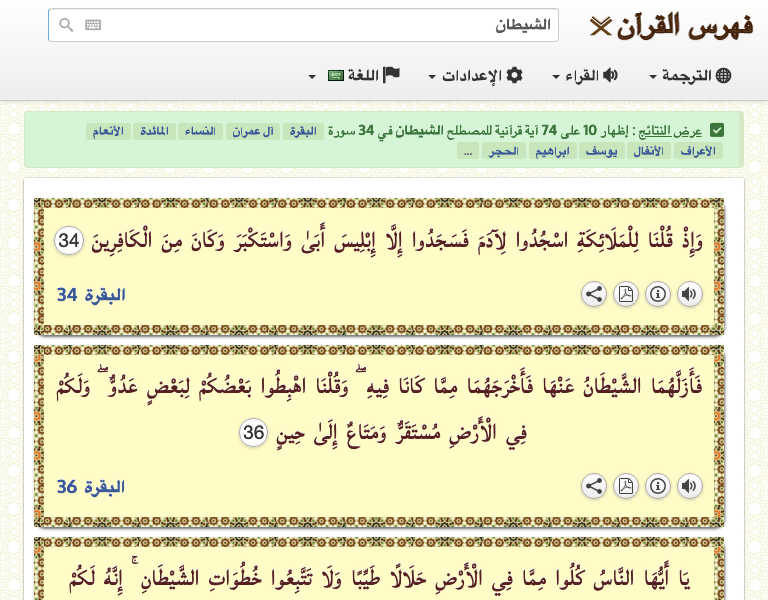 فهرس القرآن
الشيطان
الترجمة القراء الإعدادات اللغة
عرض النتائج : إظهار 10 على 74 آية قرآنية للمصطلح الشيطان في 34 سورة البقرة آل عمران النساء المائدة الأنعام
الأعراف الأنفال يوسف ابراهيم الحجر ...
وَإِذْ قُلْنَا لِلْمَلَائِكَةِ اسْجُدُوا لِآدَمَ فَسَجَدُوا إِلَّا إِبْلِيسَ أَبَىٰ وَاسْتَكْبَرَ وَكَانَ مِنَ الْكَافِرِينَ 34
البقرة 34
فَأَزَلَّهُمَا الشَّيْطَانُ عَنْهَا فَأَخْرَجَهُمَا مِمَّا كَانَا فِيهِ ۖ وَقُلْنَا اهْبِطُوا بَعْضُكُمْ لِبَعْضٍ عَدُوٌّ ۖ وَلَكُمْ
فِي الْأَرْضِ مُسْتَقَرٌّ وَمَتَاعٌ إِلَىٰ حِينٍ 36
البقرة 36
يَا أَيُّهَا النَّاسُ كُلُوا مِمَّا فِي الْأَرْضِ حَلَالًا طَيِّبًا وَلَا تَتَّبِعُوا خُطُوَاتِ الشَّيْطَانِ ۚ إِنَّهُ لَكُمْ